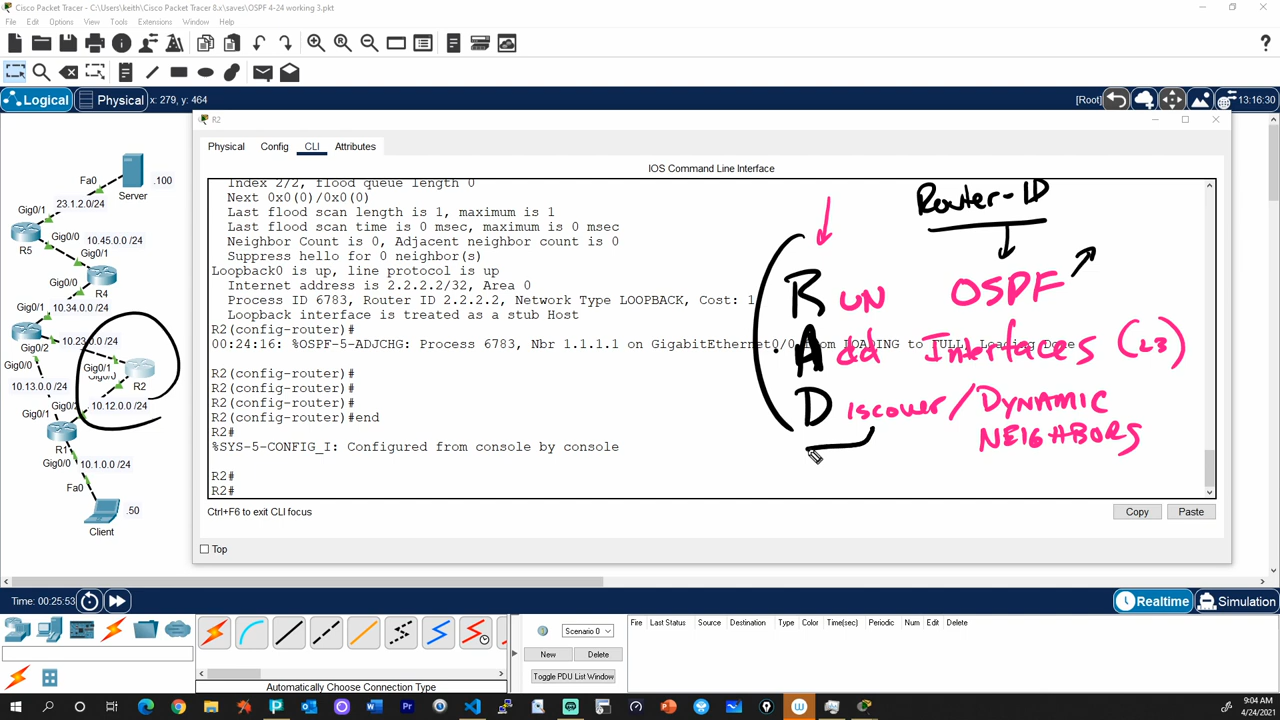 Cisco Packet Tracer - C:\Users\keith\Cisco Packet Tracer 8.x\saves\OSPF 4-24 working 3.pkt
File Edit Options View Tools Extensions Window Help
Logical Physical x: 279, y: 464 [Root] 13:16:30
R2
Physical Config CLI Attributes
IOS Command Line Interface
Index 2/2, flood queue length 0
Next 0x0(0)/0x0(0)
Last flood scan length is 1, maximum is 1
Last flood scan time is 0 msec, maximum is 0 msec
Neighbor Count is 0, Adjacent neighbor count is 0
Suppress hello for 0 neighbor(s)
Loopback0 is up, line protocol is up
Internet address is 2.2.2.2/32, Area 0
Process ID 6783, Router ID 2.2.2.2, Network Type LOOPBACK, Cost: 1
Loopback interface is treated as a stub Host
R2(config-router)#
00:24:16: %OSPF-5-ADJCHG: Process 6783, Nbr 1.1.1.1 on GigabitEthernet0/0 from LOADING to FULL, Loading Done
R2(config-router)#
R2(config-router)#
R2(config-router)#
R2(config-router)#end
R2#
%SYS-5-CONFIG_I: Configured from console by console
R2#
R2#
Router-ID
RUN OSPF
Add Interfaces (L3)
Discover/DYNAMIC
NEIGHBORS
Ctrl+F6 to exit CLI focus
Copy Paste
Top
Fa0
.100
Server
Gig0/1
23.1.2.0/24
R5
Gig0/0
10.45.0.0 /24
Gig0/1
Gig0/0
R4
Gig0/1
10.34.0.0 /24
Gig0/2
10.23.0.0/24
Gig0/0
Gig0/1
Gig0/0
R2
10.13.0.0/24
10.12.0.0 /24
Gig0/1
R1
Gig0/0
10.1.0.0 /24
Fa0
.50
Client
Time: 00:25:53 Realtime Simulation
Scenario 0
New Delete
Toggle PDU List Window
Fire Last Status Source Destination Type Color Time(sec) Periodic Num Edit Delete
Automatically Choose Connection Type
9:04 AM
4/24/2021